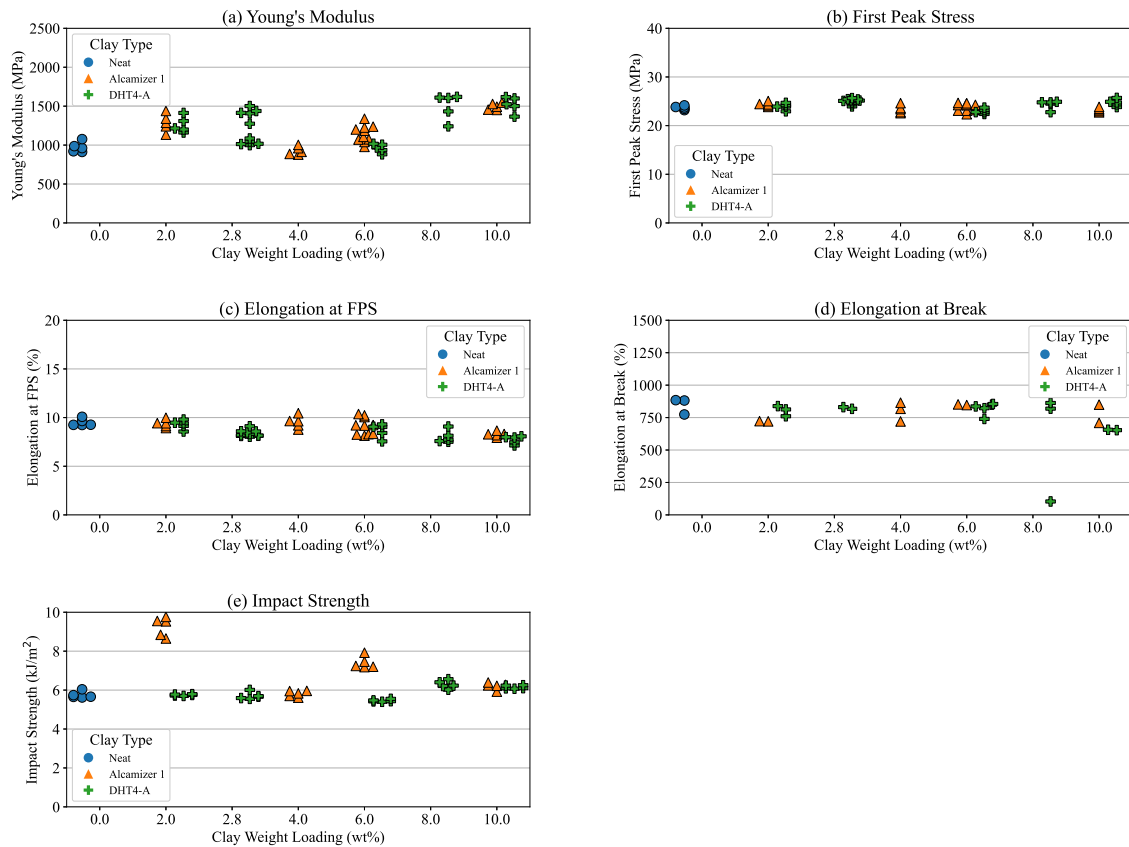 (a) Young's Modulus
Young's Modulus (MPa)
2500
2000
1500
1000
500
0
Clay Type
Neat
Alcamizer 1
DHT4-A
0.0 2.0 2.8 4.0 6.0 8.0 10.0
Clay Weight Loading (wt%)
(b) First Peak Stress
First Peak Stress (MPa)
40
30
20
10
0
Clay Type
Neat
Alcamizer 1
DHT4-A
0.0 2.0 2.8 4.0 6.0 8.0 10.0
Clay Weight Loading (wt%)
(c) Elongation at FPS
Elongation at FPS (%)
20
15
10
5
0
Clay Type
Neat
Alcamizer 1
DHT4-A
0.0 2.0 2.8 4.0 6.0 8.0 10.0
Clay Weight Loading (wt%)
(d) Elongation at Break
Elongation at Break (%)
1500
1250
1000
750
500
250
0
Clay Type
Neat
Alcamizer 1
DHT4-A
0.0 2.0 2.8 4.0 6.0 8.0 10.0
Clay Weight Loading (wt%)
(e) Impact Strength
Impact Strength (kJ/m²)
10
8
6
4
2
0
Clay Type
Neat
Alcamizer 1
DHT4-A
0.0 2.0 2.8 4.0 6.0 8.0 10.0
Clay Weight Loading (wt%)